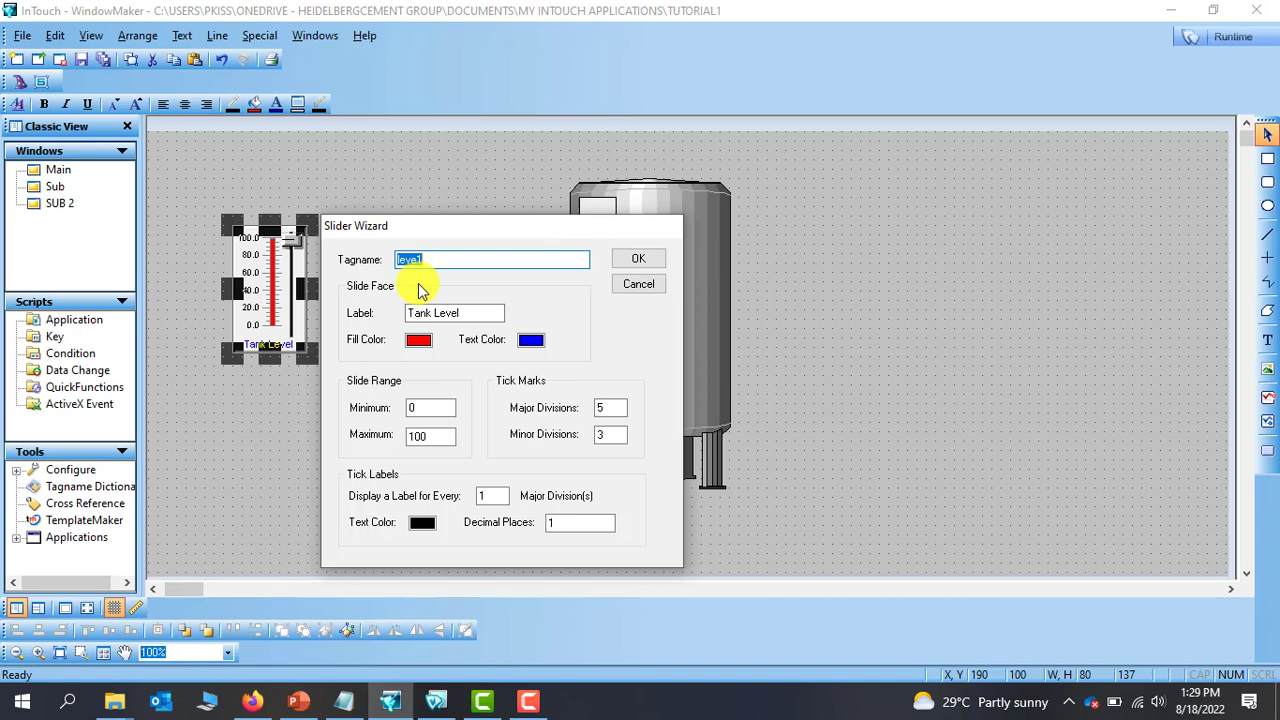 InTouch - WindowMaker - C:\USERS\PKISS\ONEDRIVE - HEIDELBERGCEMENT GROUP\DOCUMENTS\MY INTOUCH APPLICATIONS\TUTORIAL1
File Edit View Arrange Text Line Special Windows Help
Runtime
Classic View
Windows
Main
Sub
SUB 2
Scripts
Application
Key
Condition
Data Change
QuickFunctions
ActiveX Event
Tools
Configure
Tagname Dictiona
Cross Reference
TemplateMaker
Applications
100.0
80.0
60.0
40.0
20.0
0.0
Tank Level
Slider Wizard
Tagname: level1
OK
Slide Face
Cancel
Label: Tank Level
Fill Color: Text Color:
Slide Range Tick Marks
Minimum: 0 Major Divisions: 5
Maximum: 100 Minor Divisions: 3
Tick Labels
Display a Label for Every: 1 Major Division(s)
Text Color: Decimal Places: 1
100%
Ready
X, Y 190 100 W, H 80 137 CAP NUM SCRL
29°C Partly sunny
1:29 PM
8/18/2022